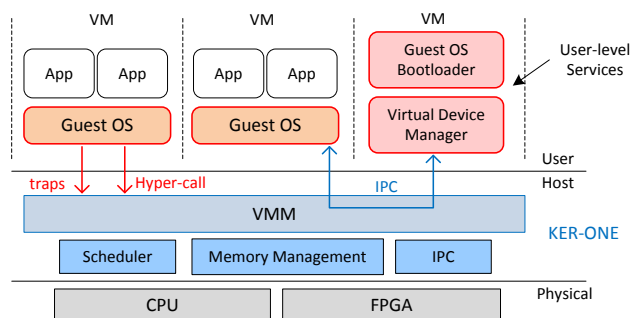 VM VM VM
App App App App Guest OS
Bootloader
User-level
Services
Guest OS Guest OS Virtual Device
Manager
User
traps Hyper-call IPC Host
VMM
KER-ONE
Scheduler Memory Management IPC
Physical
CPU FPGA